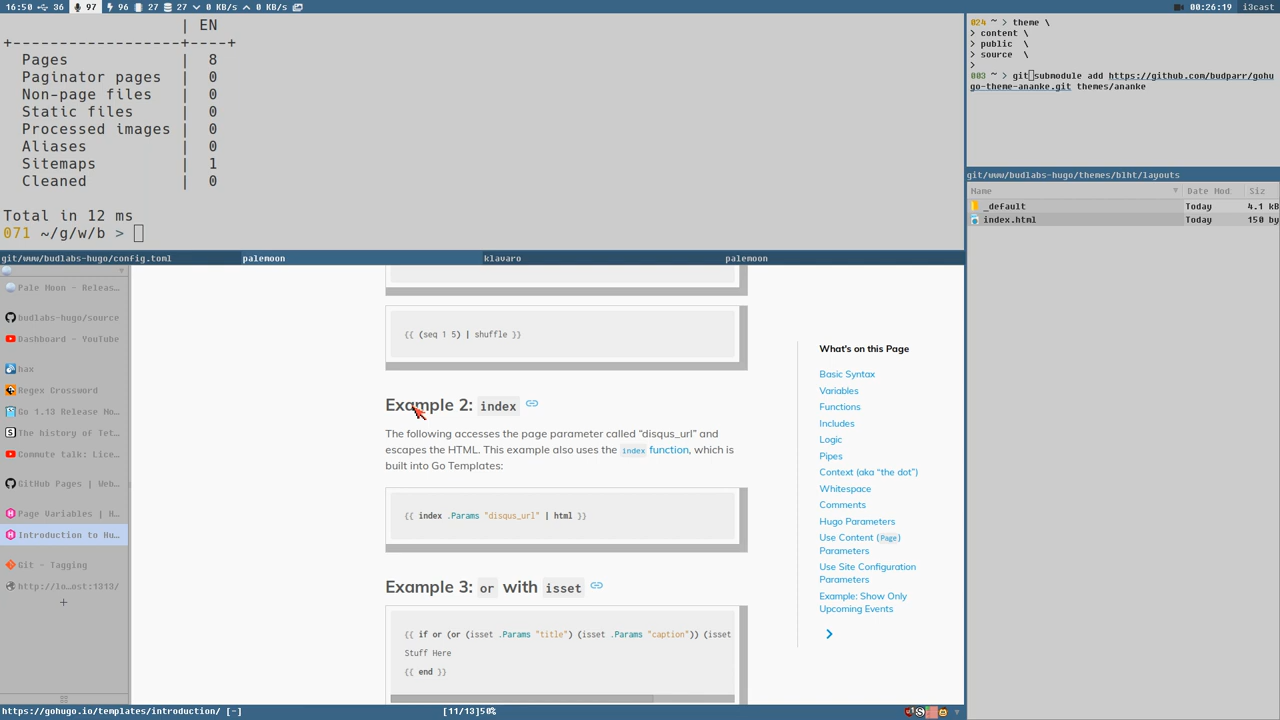 16:50 36 97 96 27 27 0 KB/s 0 KB/s
00:26:19 i3cast
| EN
+------------------+----+
Pages | 8
Paginator pages | 0
Non-page files | 0
Static files | 0
Processed images | 0
Aliases | 0
Sitemaps | 1
Cleaned | 0
Total in 12 ms
071 ~/g/w/b >
024 ~ > theme \
> content \
> public \
> source \
>
003 ~ > git submodule add https://github.com/budparr/gohu
go-theme-ananke.git themes/ananke
git/www/budlabs-hugo/themes/blht/layouts
Name Date Mod Siz
_default Today 4.1 kB
index.html Today 150 by
git/www/budlabs-hugo/config.toml palemoon klavaro palemoon
Pale Moon - Releas...
budlabs-hugo/source
Dashboard - YouTube
hax
Regex Crossword
Go 1.13 Release No...
The history of Tet...
Commute talk: Lice...
GitHub Pages | Web...
Page Variables | H...
Introduction to Hu...
Git - Tagging
http://lo...ost:1313/
{{ (seq 1 5) | shuffle }}
Example 2: index
The following accesses the page parameter called “disqus_url” and
escapes the HTML. This example also uses the index function, which is
built into Go Templates:
{{ index .Params "disqus_url" | html }}
Example 3: or with isset
{{ if or (or (isset .Params "title") (isset .Params "caption")) (isset
Stuff Here
{{ end }}
What's on this Page
Basic Syntax
Variables
Functions
Includes
Logic
Pipes
Context (aka “the dot”)
Whitespace
Comments
Hugo Parameters
Use Content (Page)
Parameters
Use Site Configuration
Parameters
Example: Show Only
Upcoming Events
https://gohugo.io/templates/introduction/ [-]
[11/13]50%